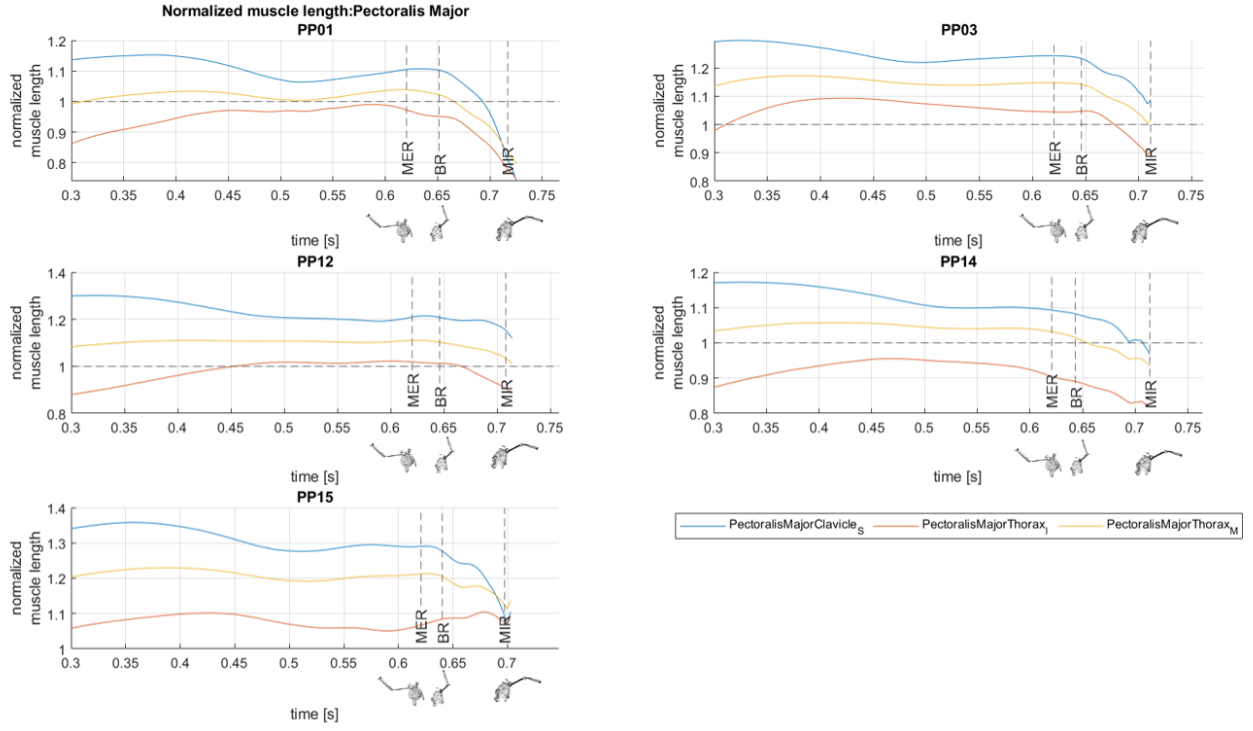 Normalized muscle length:Pectoralis Major
PP01
normalized
muscle length
1.2
1.1
1
0.9
0.8
MER
BR
MIR
0.3 0.35 0.4 0.45 0.5 0.55 0.6 0.65 0.7 0.75
time [s]
PP03
normalized
muscle length
1.2
1.1
1
0.9
0.8
MER
BR
MIR
0.3 0.35 0.4 0.45 0.5 0.55 0.6 0.65 0.7 0.75
time [s]
PP12
normalized
muscle length
1.4
1.2
1
0.8
MER
BR
MIR
0.3 0.35 0.4 0.45 0.5 0.55 0.6 0.65 0.7 0.75
time [s]
PP14
normalized
muscle length
1.2
1.1
1
0.9
0.8
MER
BR
MIR
0.3 0.35 0.4 0.45 0.5 0.55 0.6 0.65 0.7 0.75
time [s]
PP15
normalized
muscle length
1.4
1.3
1.2
1.1
1
MER
BR
MIR
0.3 0.35 0.4 0.45 0.5 0.55 0.6 0.65 0.7
time [s]
PectoralisMajorClavicle_S PectoralisMajorThorax_I PectoralisMajorThorax_M